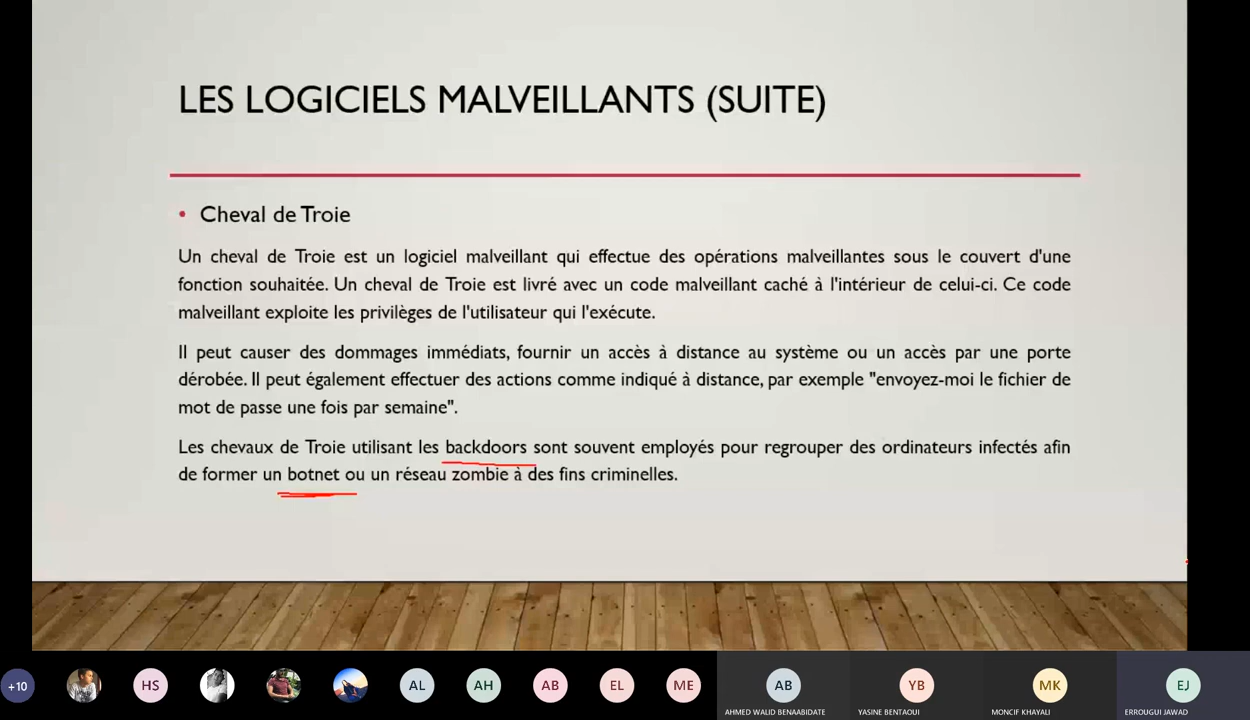 LES LOGICIELS MALVEILLANTS (SUITE)
• Cheval de Troie
Un cheval de Troie est un logiciel malveillant qui effectue des opérations malveillantes sous le couvert d'une
fonction souhaitée. Un cheval de Troie est livré avec un code malveillant caché à l'intérieur de celui-ci. Ce code
malveillant exploite les privilèges de l'utilisateur qui l'exécute.
Il peut causer des dommages immédiats, fournir un accès à distance au système ou un accès par une porte
dérobée. Il peut également effectuer des actions comme indiqué à distance, par exemple "envoyez-moi le fichier de
mot de passe une fois par semaine".
Les chevaux de Troie utilisant les backdoors sont souvent employés pour regrouper des ordinateurs infectés afin
de former un botnet ou un réseau zombie à des fins criminelles.
+10 HS AL AH AB EL ME AB YB MK EJ
AHMED WALID BENAABIDATE YASINE BENTAOUI MONCIF KHAYALI ERROUGUI JAWAD